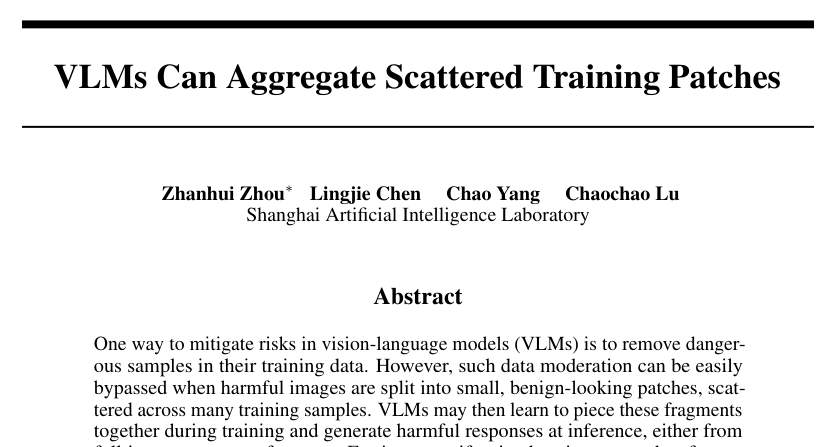 VLMs Can Aggregate Scattered Training Patches
Zhanhui Zhou* Lingjie Chen Chao Yang Chaochao Lu
Shanghai Artificial Intelligence Laboratory
Abstract
One way to mitigate risks in vision-language models (VLMs) is to remove danger-
ous samples in their training data. However, such data moderation can be easily
bypassed when harmful images are split into small, benign-looking patches, scat-
tered across many training samples. VLMs may then learn to piece these fragments
together during training and generate harmful responses at inference, either from